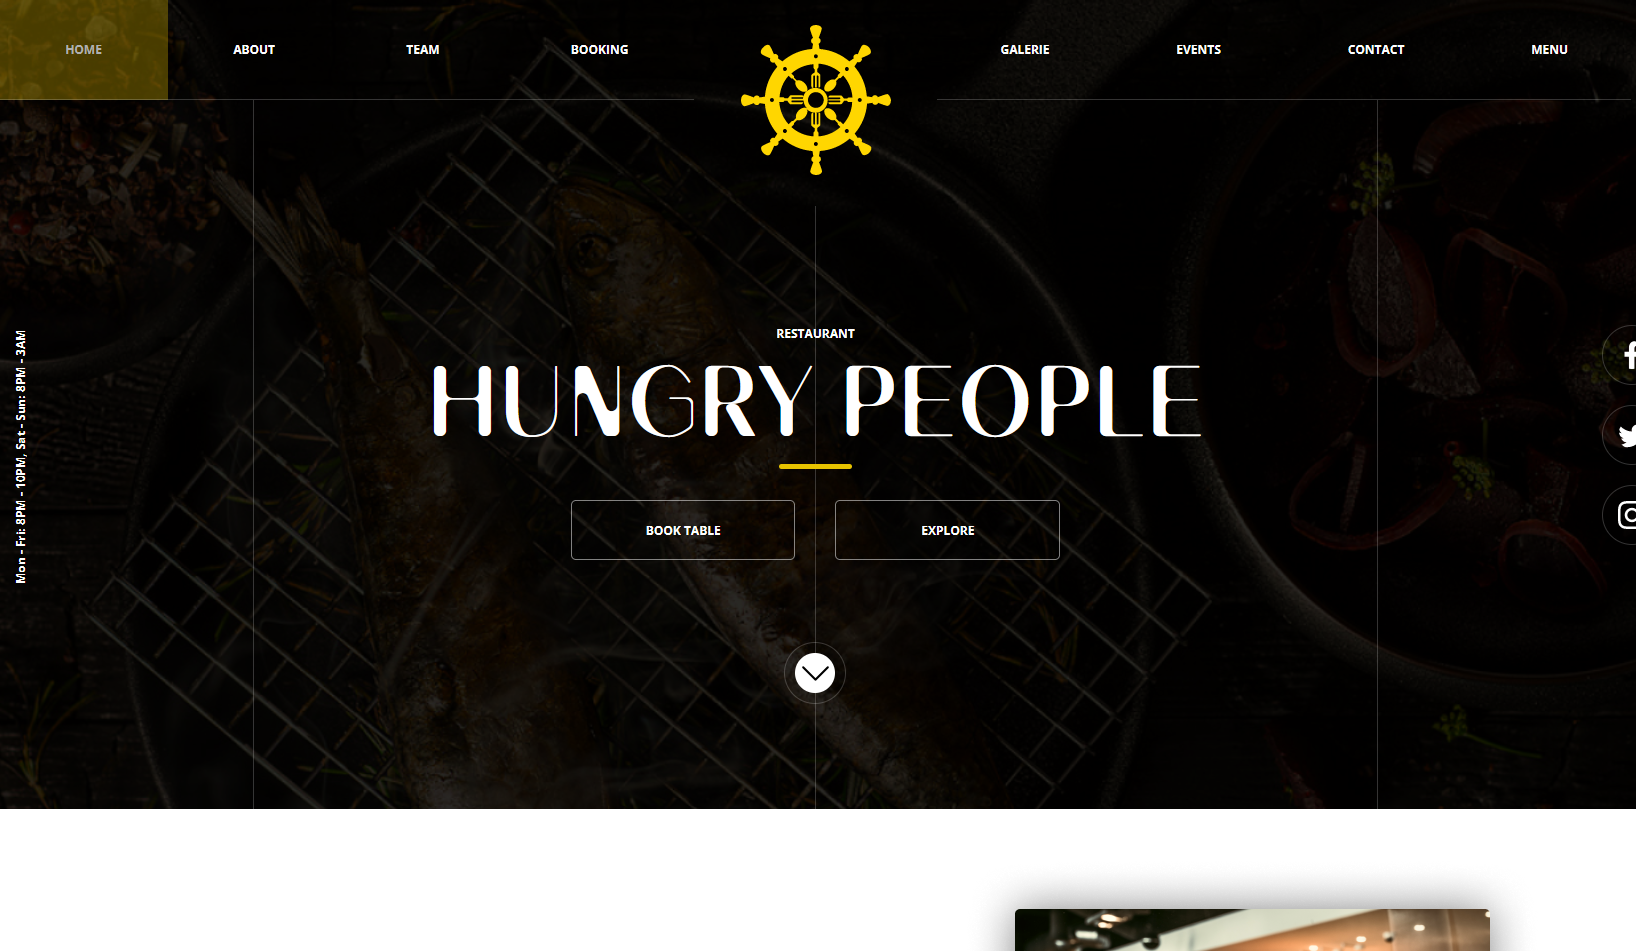 HOME
ABOUT
TEAM
BOOKING
GALERIE
EVENTS
CONTACT
MENU
Mon - Fri: 8PM - 10PM, Sat - Sun: 8PM - 3AM
RESTAURANT
HUNGRY PEOPLE
BOOK TABLE
EXPLORE